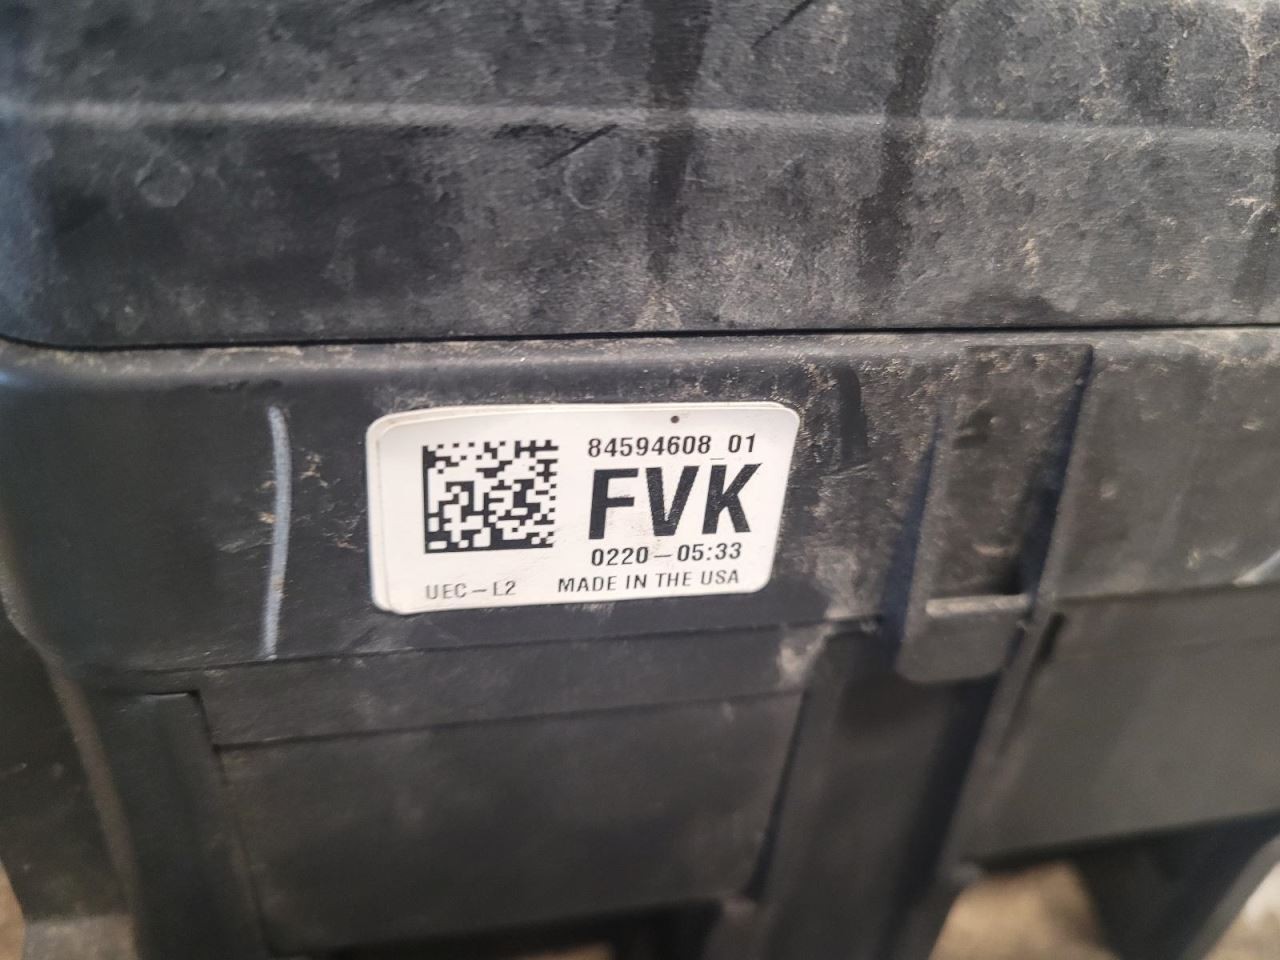 84594608_01
FVK
0220-05:33
UEC-L2 MADE IN THE USA